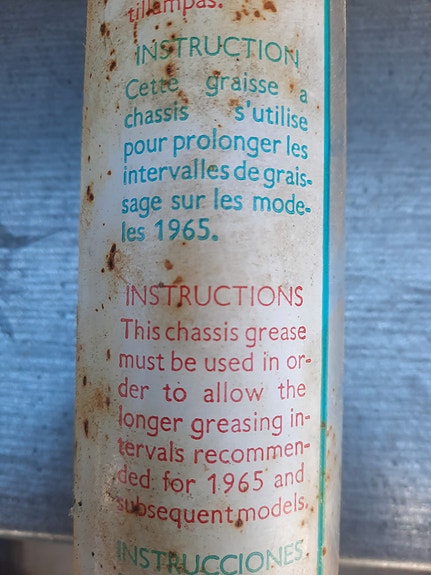 tillämpas.
INSTRUCTION
Cette graisse a
chassis s'utilise
pour prolonger les
intervalles de grais-
sage sur les mode-
les 1965.
INSTRUCTIONS
This chassis grease
must be used in or-
der to allow the
longer greasing in-
tervals recommen-
ded for 1965 and
subsequent models.
INSTRUCCIONES